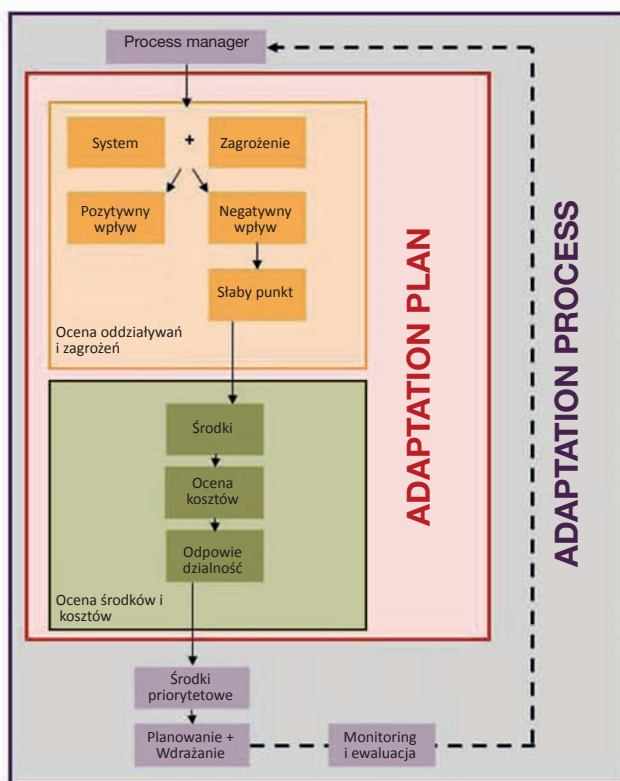 Process manager
System
+
Zagrożenie
Pozytywny
wpływ
Negatywny
wpływ
Słaby punkt
Ocena oddziaływań
i zagrożeń
Środki
Ocena
kosztów
Odpowie
dzialność
Ocena środków i
kosztów
Środki
priorytetowe
Planowanie +
Wdrażanie
Monitoring
i ewaluacja
ADAPTATION PLAN
ADAPTATION PROCESS